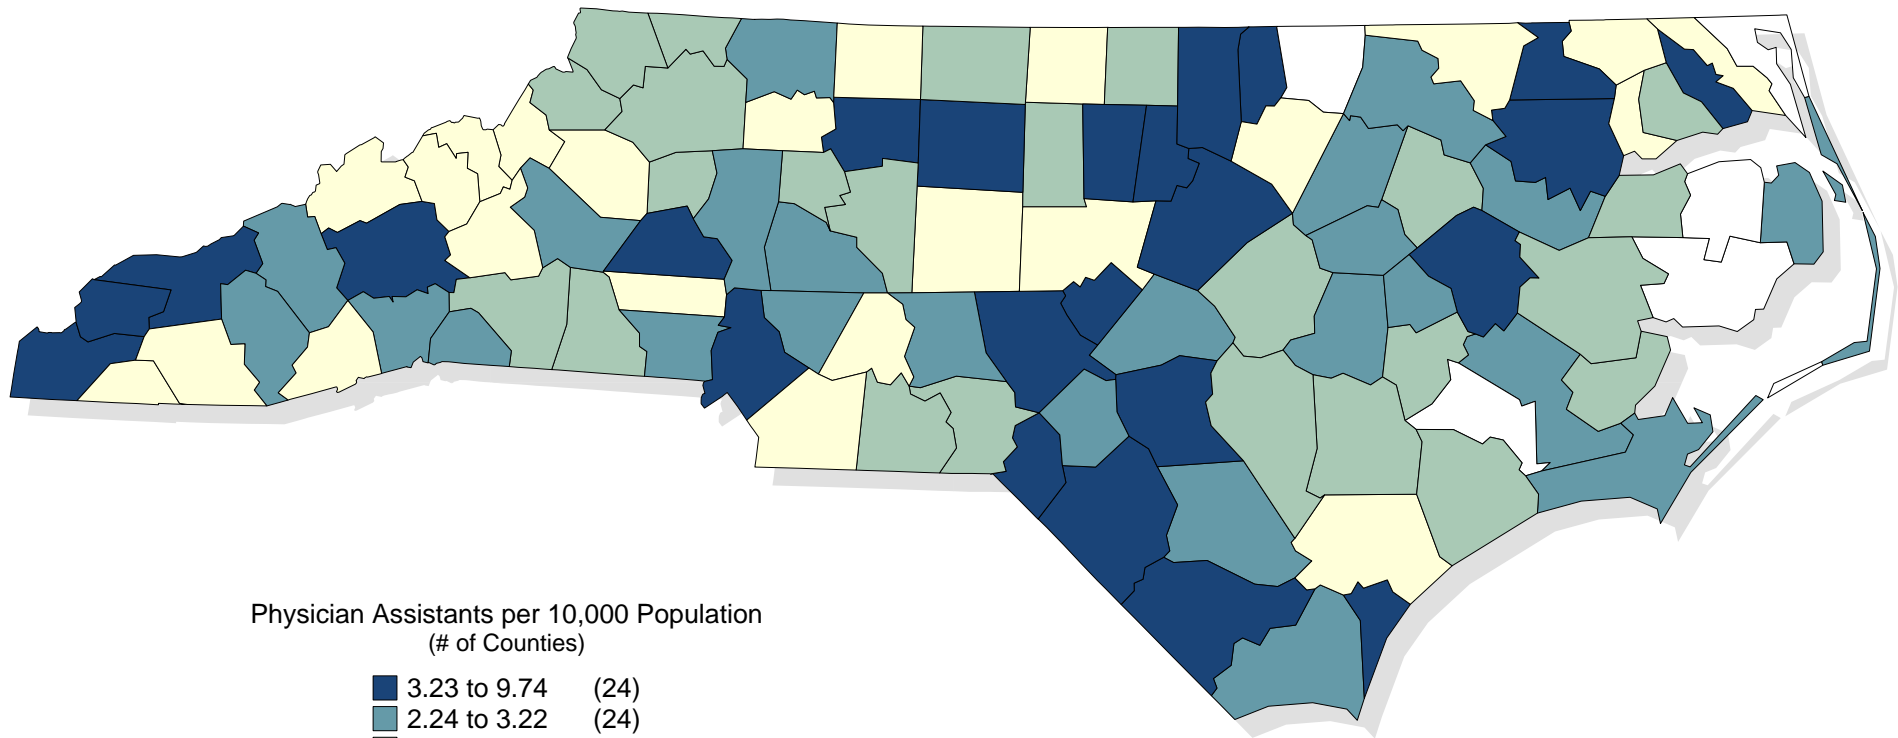 Physician Assistants per 10,000 Population
(# of Counties)
3.23 to 9.74 (24)
2.24 to 3.22 (24)